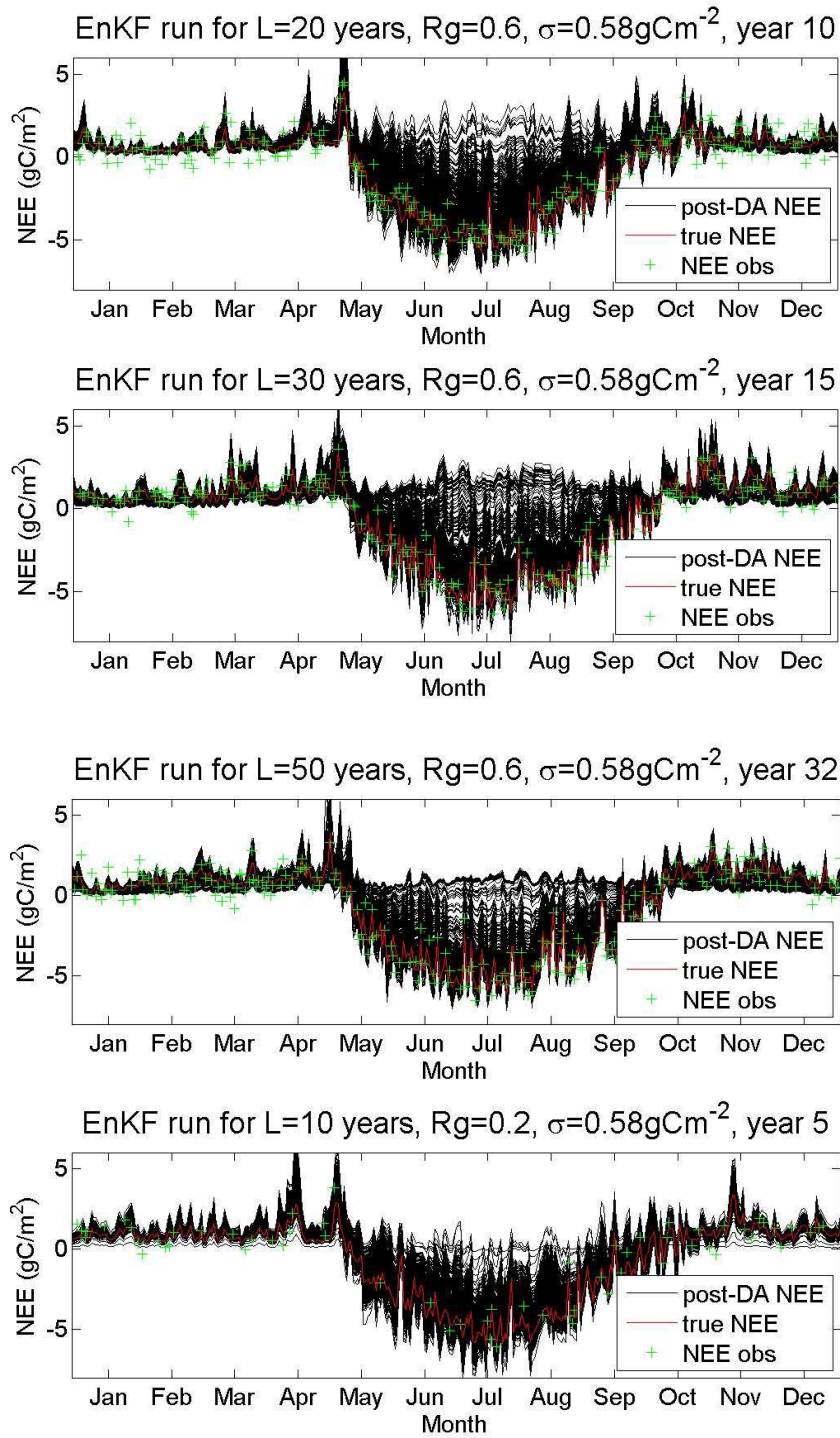 EnKF run for L=20 years, Rg=0.6, σ=0.58gCm⁻², year 10
5
0
-5
NEE (gC/m²)
post-DA NEE
true NEE
NEE obs
Jan Feb Mar Apr May Jun Jul Aug Sep Oct Nov Dec
Month
EnKF run for L=30 years, Rg=0.6, σ=0.58gCm⁻², year 15
5
0
-5
NEE (gC/m²)
post-DA NEE
true NEE
NEE obs
Jan Feb Mar Apr May Jun Jul Aug Sep Oct Nov Dec
Month
EnKF run for L=50 years, Rg=0.6, σ=0.58gCm⁻², year 32
5
0
-5
NEE (gC/m²)
post-DA NEE
true NEE
NEE obs
Jan Feb Mar Apr May Jun Jul Aug Sep Oct Nov Dec
Month
EnKF run for L=10 years, Rg=0.2, σ=0.58gCm⁻², year 5
5
0
-5
NEE (gC/m²)
post-DA NEE
true NEE
NEE obs
Jan Feb Mar Apr May Jun Jul Aug Sep Oct Nov Dec
Month